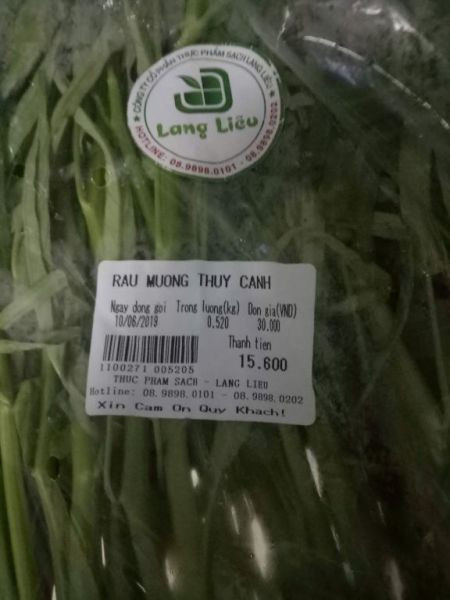 CÔNG TY CỔ PHẦN THỰC PHẨM SẠCH LANG LIÊU
Lang Liêu
HOTLINE: 08.9898.0101 - 08.9898.0202
RAU MUONG THUY CANH
Ngay dong goi Trong luong(kg) Don gia(VND)
10/06/2019 0.520 30.000
Thanh tien
15.600
1100271 005205
THUC PHAM SACH - LANG LIEU
Hotline: 08.9898.0101 - 08.9898.0202
Xin Cam On Quy Khach!